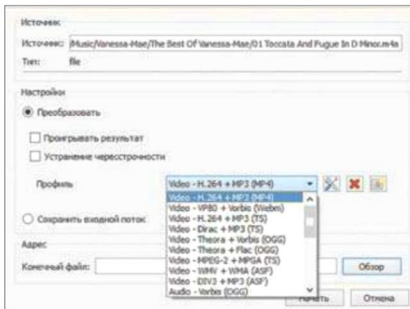 Источник
Источник: Music/Vanessa-Mae/The Best Of Vanessa-Mae/01 Toccata And Fugue In D Minor.m4a
Тип: file
Настройки
Преобразовать
Проигрывать результат
Устранение чересстрочности
Профиль Video - H.264 + MP3 (MP4)
Video - H.264 + MP3 (MP4)
Video - VP80 + Vorbis (Webm)
Video - H.264 + MP3 (TS)
Video - Dirac + MP3 (TS)
Video - Theora + Vorbis (OGG)
Video - Theora + Flac (OGG)
Video - MPEG-2 + MPGA (TS)
Video - WMV + WMA (ASF)
Video - DIV3 + MP3 (ASF)
Audio - Vorbis (OGG)
Сохранить входной поток
Адрес
Конечный файл: Обзор
Начать Отмена